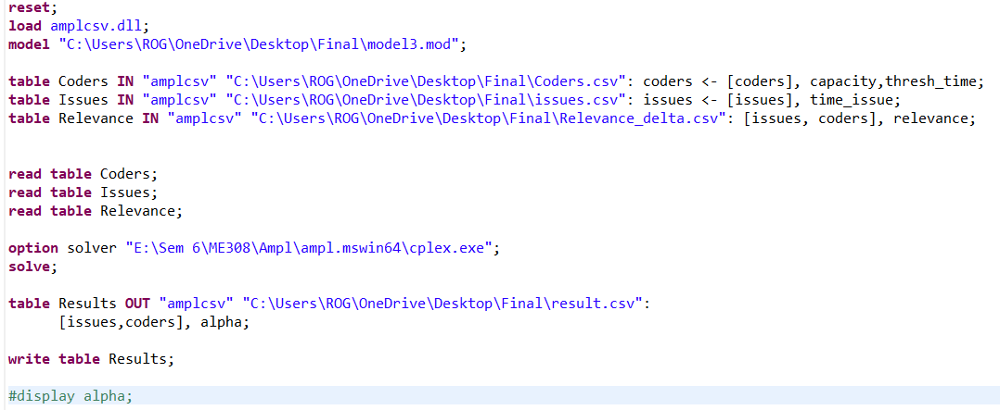 reset;
load amplcsv.dll;
model "C:\Users\ROG\OneDrive\Desktop\Final\model3.mod";
table Coders IN "amplcsv" "C:\Users\ROG\OneDrive\Desktop\Final\Coders.csv": coders <- [coders], capacity,thresh_time;
table Issues IN "amplcsv" "C:\Users\ROG\OneDrive\Desktop\Final\issues.csv": issues <- [issues], time_issue;
table Relevance IN "amplcsv" "C:\Users\ROG\OneDrive\Desktop\Final\Relevance_delta.csv": [issues, coders], relevance;
read table Coders;
read table Issues;
read table Relevance;
option solver "E:\Sem 6\ME308\Ampl\ampl.mswin64\cplex.exe";
solve;
table Results OUT "amplcsv" "C:\Users\ROG\OneDrive\Desktop\Final\result.csv":
[issues,coders], alpha;
write table Results;
#display alpha;